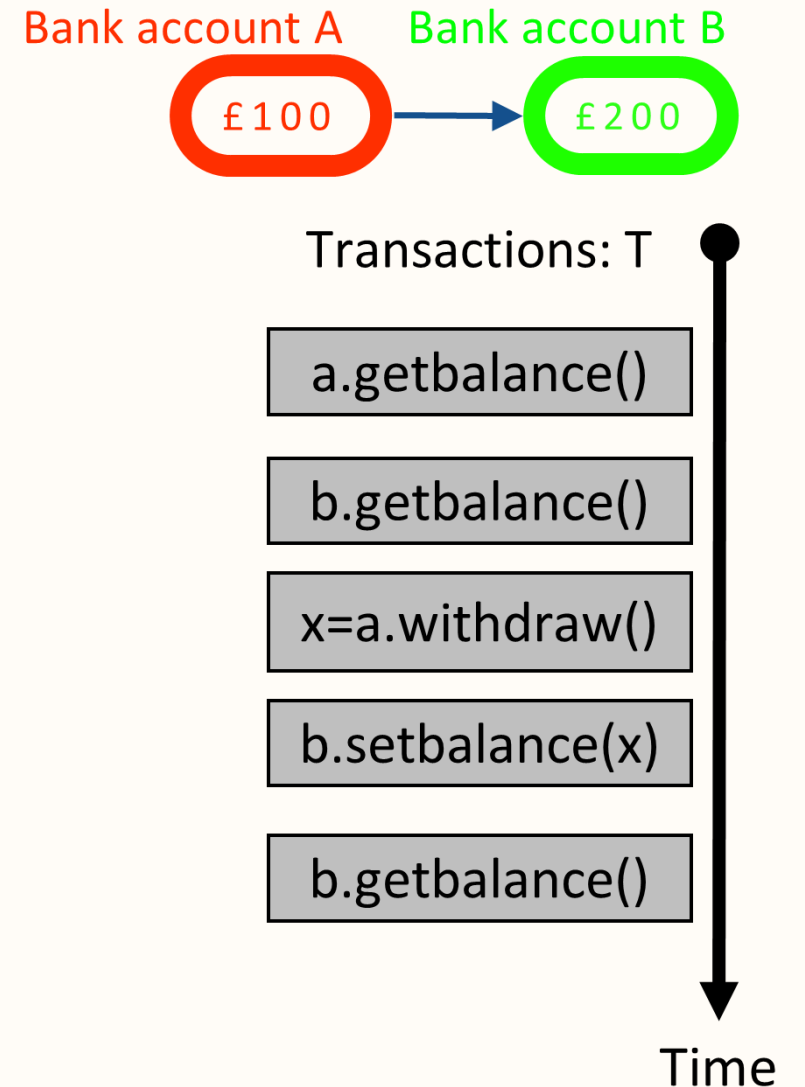 Bank account A Bank account B
£100 £200
Transactions: T
a.getbalance()
b.getbalance()
x=a.withdraw()
b.setbalance(x)
b.getbalance()
Time